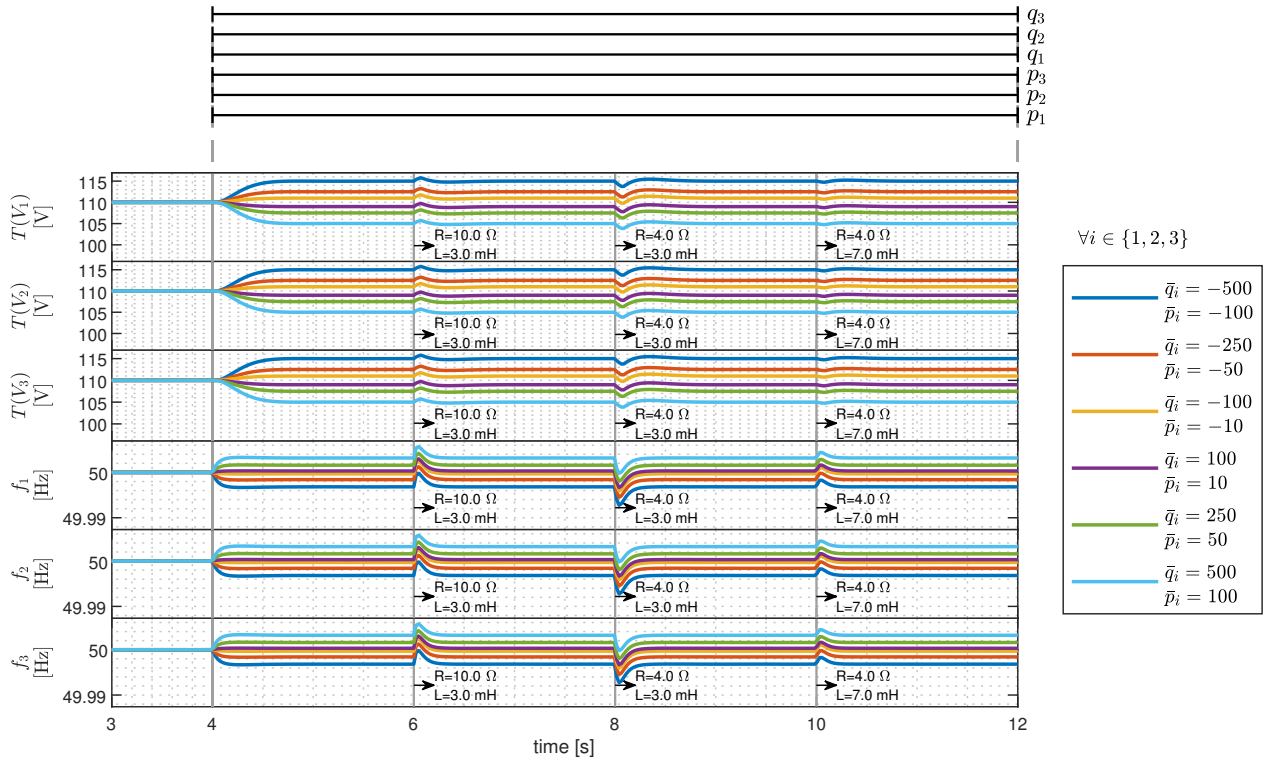 q₃
q₂
q₁
p₃
p₂
p₁
T(V₁)
[V]
115
110
105
100
R=10.0 Ω
L=3.0 mH
R=4.0 Ω
L=3.0 mH
R=4.0 Ω
L=7.0 mH
T(V₂)
[V]
115
110
105
100
R=10.0 Ω
L=3.0 mH
R=4.0 Ω
L=3.0 mH
R=4.0 Ω
L=7.0 mH
T(V₃)
[V]
115
110
105
100
R=10.0 Ω
L=3.0 mH
R=4.0 Ω
L=3.0 mH
R=4.0 Ω
L=7.0 mH
f₁
[Hz]
50
49.99
R=10.0 Ω
L=3.0 mH
R=4.0 Ω
L=3.0 mH
R=4.0 Ω
L=7.0 mH
f₂
[Hz]
50
49.99
R=10.0 Ω
L=3.0 mH
R=4.0 Ω
L=3.0 mH
R=4.0 Ω
L=7.0 mH
f₃
[Hz]
50
49.99
R=10.0 Ω
L=3.0 mH
R=4.0 Ω
L=3.0 mH
R=4.0 Ω
L=7.0 mH
3 4 6 8 10 12
time [s]
∀i ∈ {1, 2, 3}
q̄ᵢ = −500
p̄ᵢ = −100
q̄ᵢ = −250
p̄ᵢ = −50
q̄ᵢ = −100
p̄ᵢ = −10
q̄ᵢ = 100
p̄ᵢ = 10
q̄ᵢ = 250
p̄ᵢ = 50
q̄ᵢ = 500
p̄ᵢ = 100